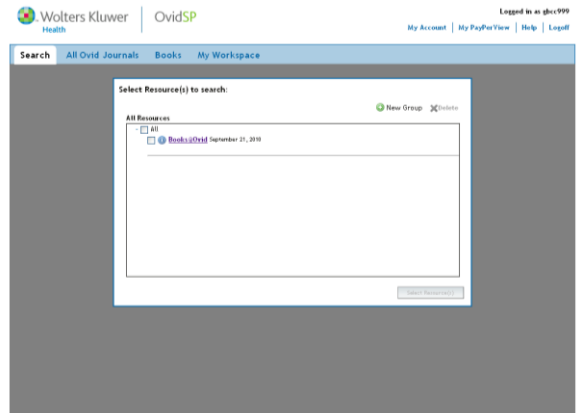 Wolters Kluwer
Health
OvidSP
Logged in as gbcc999
My Account | My PayPerView | Help | Logoff
Search All Ovid Journals Books My Workspace
Select Resource(s) to search:
New Group Delete
All Resources
All
Books@Ovid September 21, 2010
Select Resource(s)